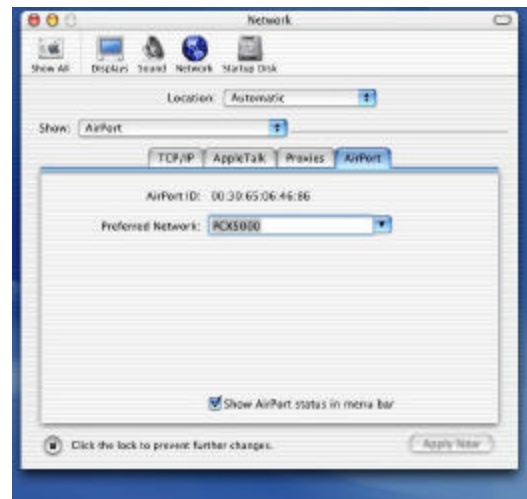 Network
Show All Displays Sound Network Startup Disk
Location: Automatic
Show: AirPort
TCP/IP AppleTalk Proxies AirPort
AirPort ID: 00:30:65:06:46:86
Preferred Network: RCX5000
Show AirPort status in menu bar
Click the lock to prevent further changes.
Apply Now